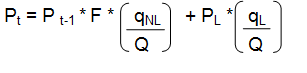 Pt = P t-1 * F * (qNL / Q) + PL * (qL / Q)